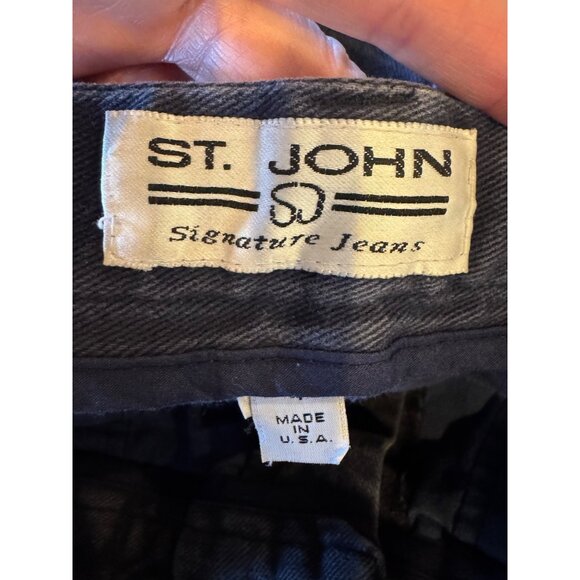 ST. JOHN
SJ
Signature Jeans
MADE
IN
U.S.A.